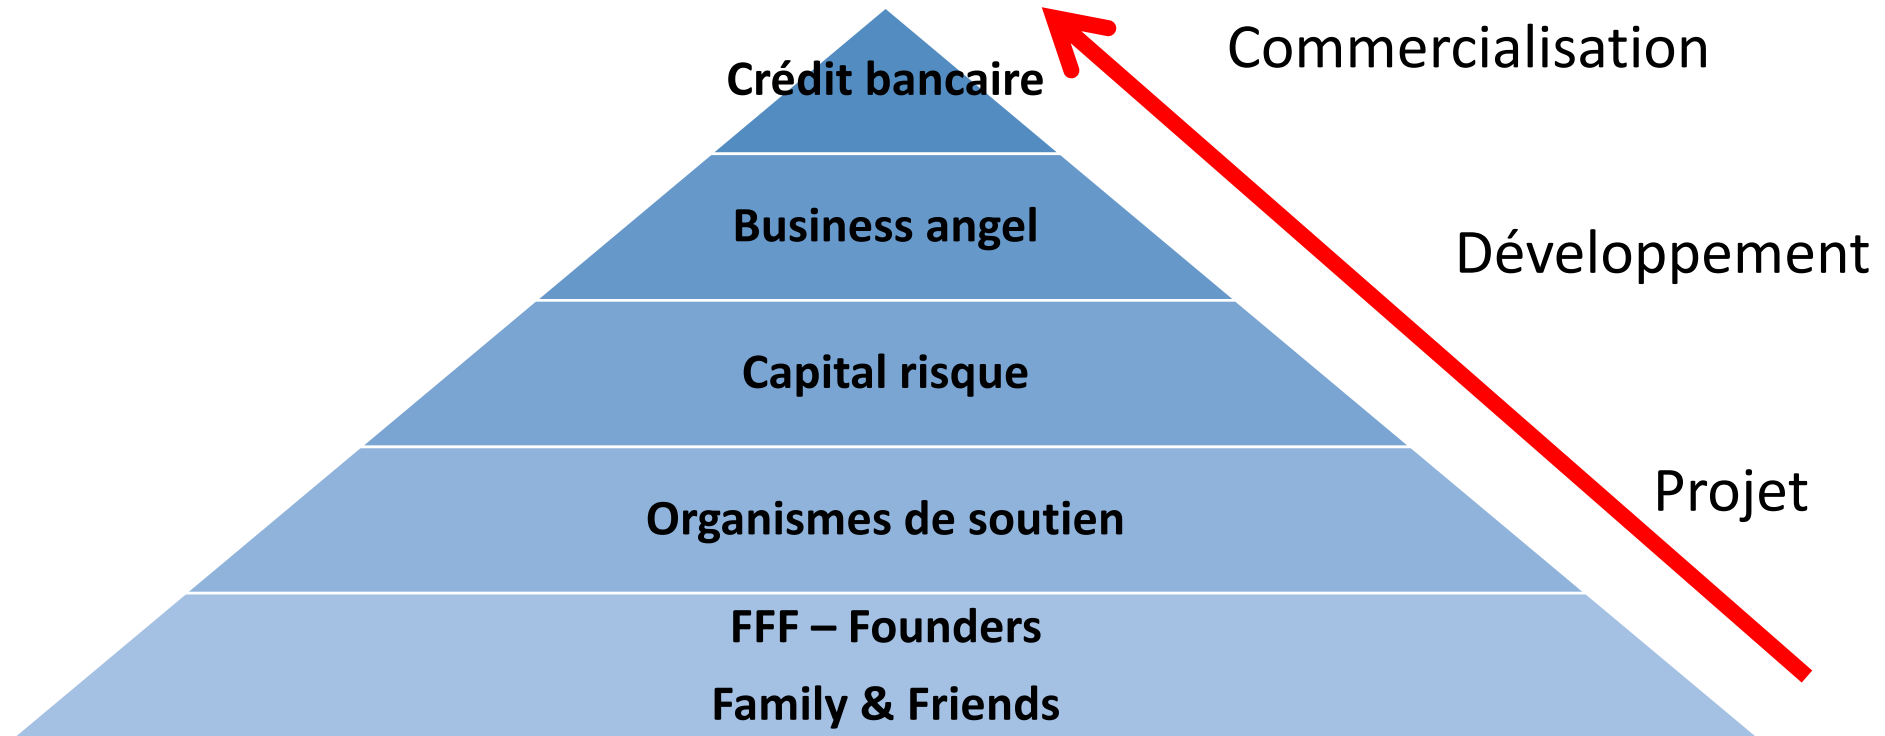 Commercialisation
Crédit bancaire
Business angel
Développement
Capital risque
Projet
Organismes de soutien
FFF – Founders
Family & Friends